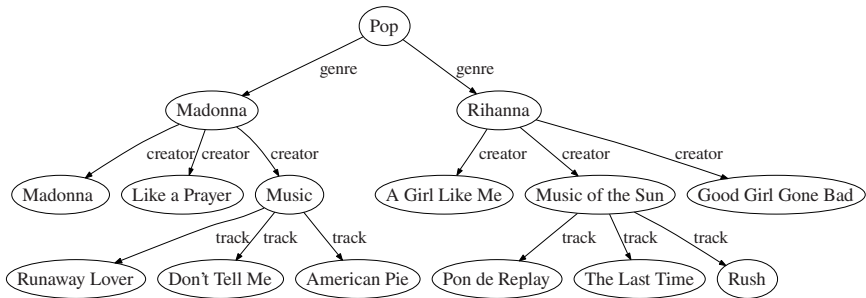 Pop
genre genre
Madonna Rihanna
creator creator creator creator creator creator
Madonna Like a Prayer Music A Girl Like Me Music of the Sun Good Girl Gone Bad
track track track track track track
Runaway Lover Don't Tell Me American Pie Pon de Replay The Last Time Rush